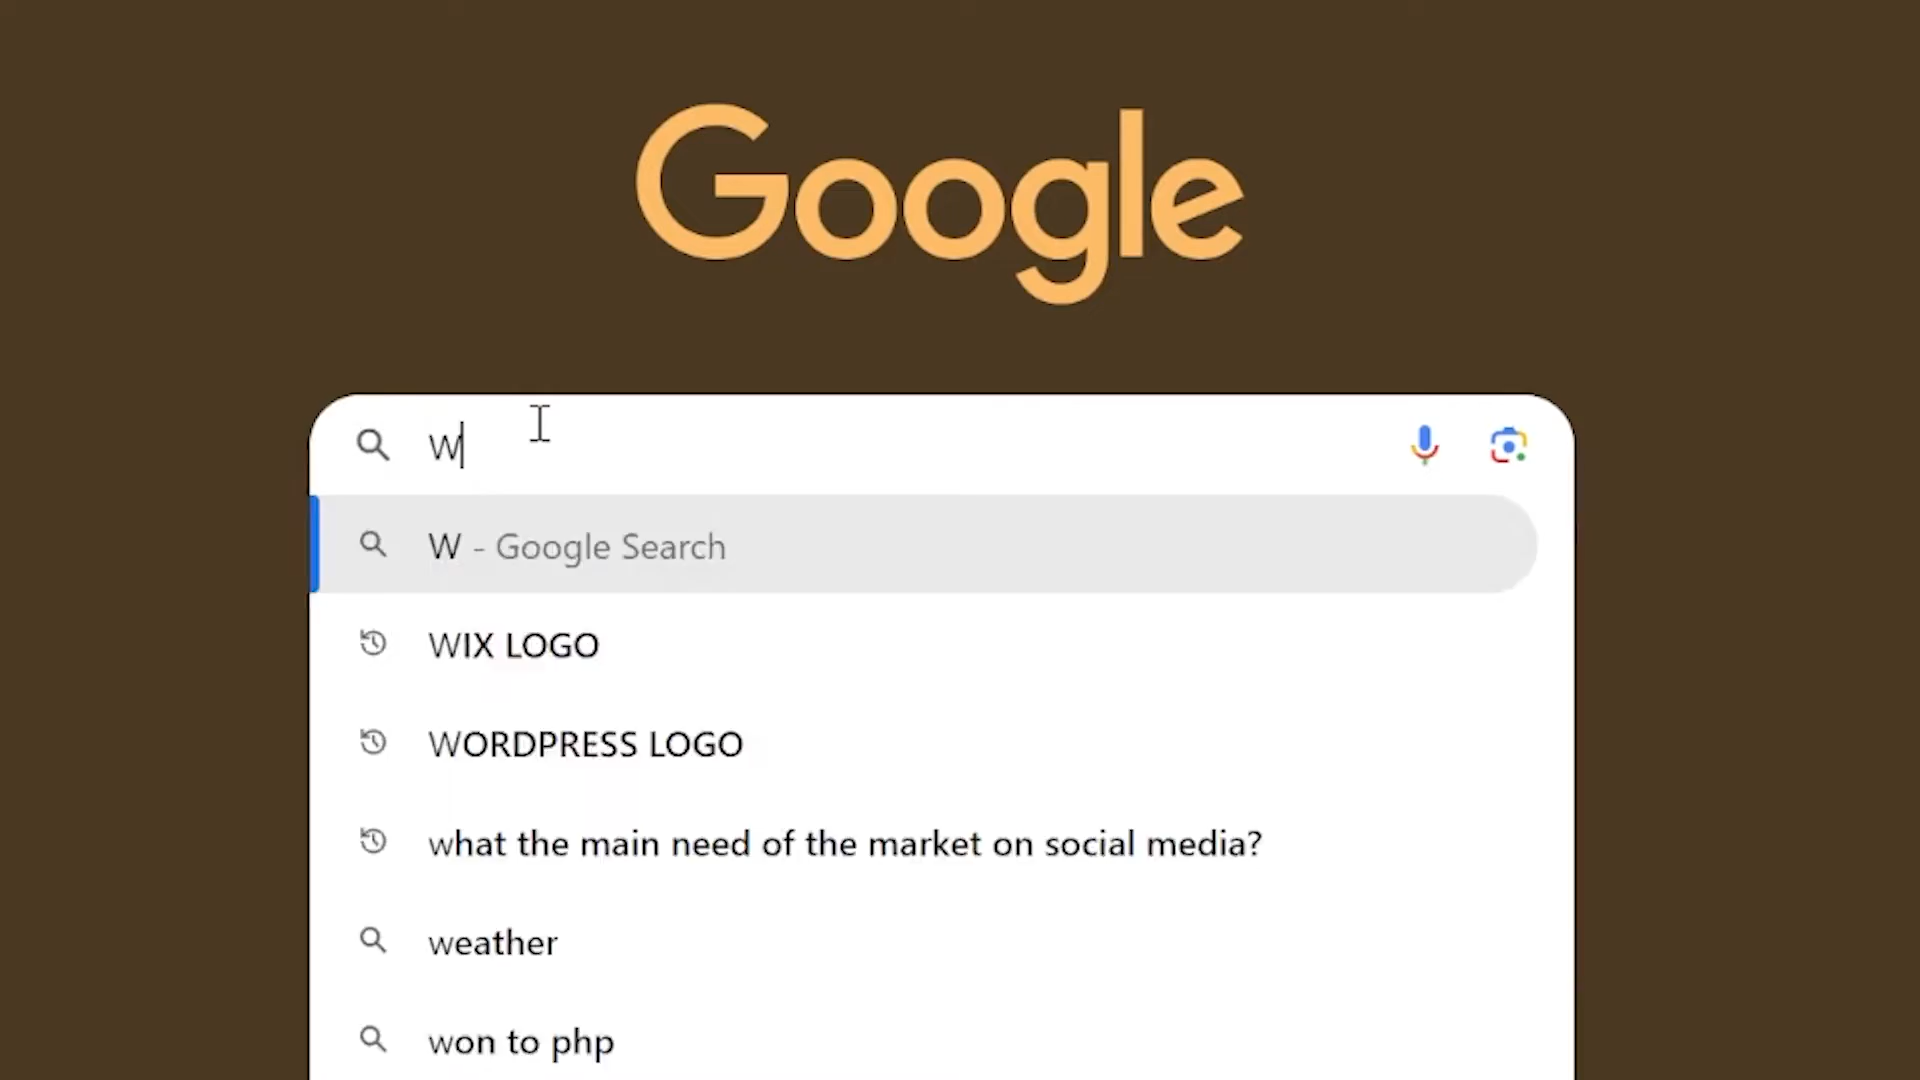 Google
W
W - Google Search
WIX LOGO
WORDPRESS LOGO
what the main need of the market on social media?
weather
won to php